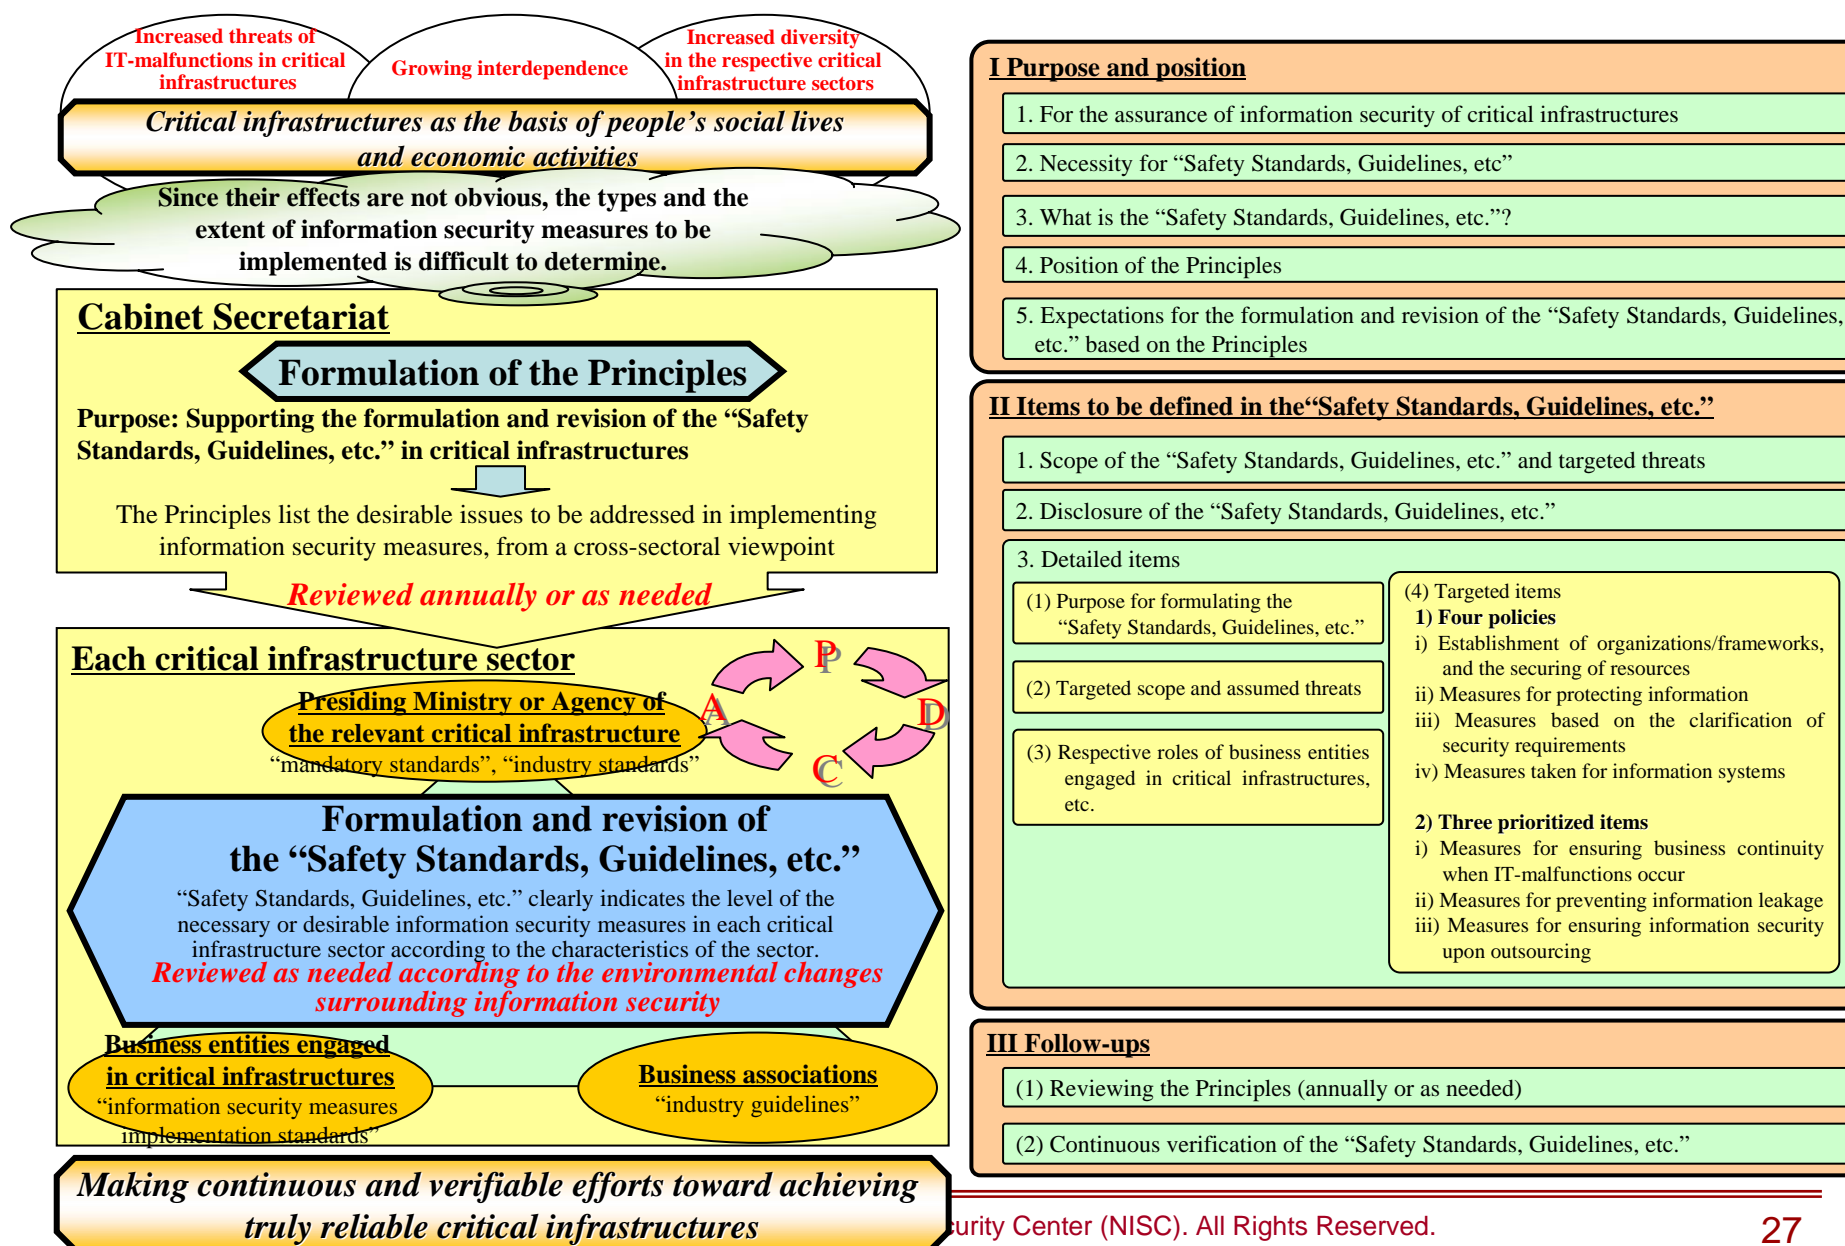 Increased threats of
IT-malfunctions in critical
infrastructures
Growing interdependence
Increased diversity
in the respective critical
infrastructure sectors
Critical infrastructures as the basis of people’s social lives
and economic activities
Since their effects are not obvious, the types and the
extent of information security measures to be
implemented is difficult to determine.
Cabinet Secretariat
Formulation of the Principles
Purpose: Supporting the formulation and revision of the “Safety
Standards, Guidelines, etc.” in critical infrastructures
The Principles list the desirable issues to be addressed in implementing
information security measures, from a cross-sectoral viewpoint
Reviewed annually or as needed
Each critical infrastructure sector
P
D
C
A
Presiding Ministry or Agency of
the relevant critical infrastructure
“mandatory standards”, “industry standards”
Formulation and revision of
the “Safety Standards, Guidelines, etc.”
“Safety Standards, Guidelines, etc.” clearly indicates the level of the
necessary or desirable information security measures in each critical
infrastructure sector according to the characteristics of the sector.
Reviewed as needed according to the environmental changes
surrounding information security
Business entities engaged
in critical infrastructures
“information security measures
implementation standards”
Business associations
“industry guidelines”
Making continuous and verifiable efforts toward achieving
truly reliable critical infrastructures
I Purpose and position
1. For the assurance of information security of critical infrastructures
2. Necessity for “Safety Standards, Guidelines, etc”
3. What is the “Safety Standards, Guidelines, etc.”?
4. Position of the Principles
5. Expectations for the formulation and revision of the “Safety Standards, Guidelines,
etc.” based on the Principles
II Items to be defined in the“Safety Standards, Guidelines, etc.”
1. Scope of the “Safety Standards, Guidelines, etc.” and targeted threats
2. Disclosure of the “Safety Standards, Guidelines, etc.”
3. Detailed items
(1) Purpose for formulating the
“Safety Standards, Guidelines, etc.”
(2) Targeted scope and assumed threats
(3) Respective roles of business entities
engaged in critical infrastructures,
etc.
(4) Targeted items
1) Four policies
i) Establishment of organizations/frameworks,
and the securing of resources
ii) Measures for protecting information
iii) Measures based on the clarification of
security requirements
iv) Measures taken for information systems
2) Three prioritized items
i) Measures for ensuring business continuity
when IT-malfunctions occur
ii) Measures for preventing information leakage
iii) Measures for ensuring information security
upon outsourcing
III Follow-ups
(1) Reviewing the Principles (annually or as needed)
(2) Continuous verification of the “Safety Standards, Guidelines, etc.”
Center (NISC). All Rights Reserved.
27